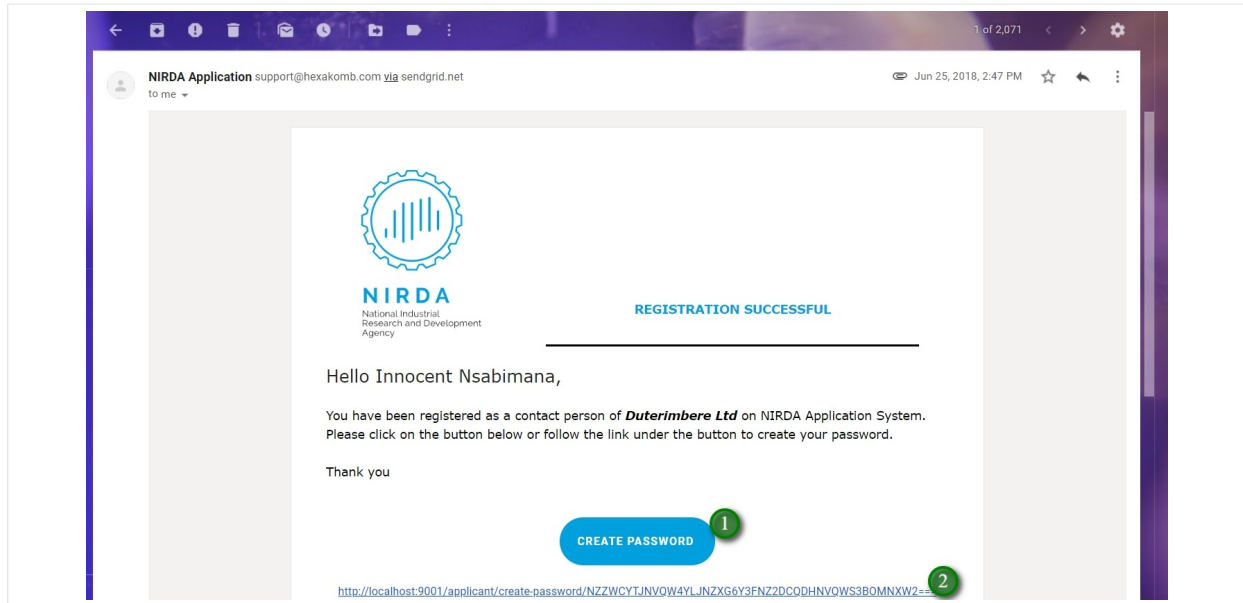 1 of 2,071
NIRDA Application support@hexakomb.com via sendgrid.net
Jun 25, 2018, 2:47 PM
to me
NIRDA
National Industrial
Research and Development
Agency
REGISTRATION SUCCESSFUL
Hello Innocent Nsabimana,
You have been registered as a contact person of Duterimbere Ltd on NIRDA Application System.
Please click on the button below or follow the link under the button to create your password.
Thank you
1
CREATE PASSWORD
2
http://localhost:9001/applicant/create-password/NZZWCYTJNVQW4YLJNZXG6Y3FNZ2DCQDHNVQWS3BOMNXW2==